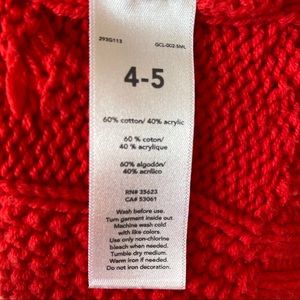 293G113 GCL-002-SML
4-5
60% cotton/ 40% acrylic
60 % coton/
40 % acrylique
60% algodón/
40% acrílico
RN# 35623
CA# 53061
Wash before use.
Turn garment inside out.
Machine wash cold
with like colors.
Use only non-chlorine
bleach when needed.
Tumble dry medium.
Warm iron if needed.
Do not iron decoration.